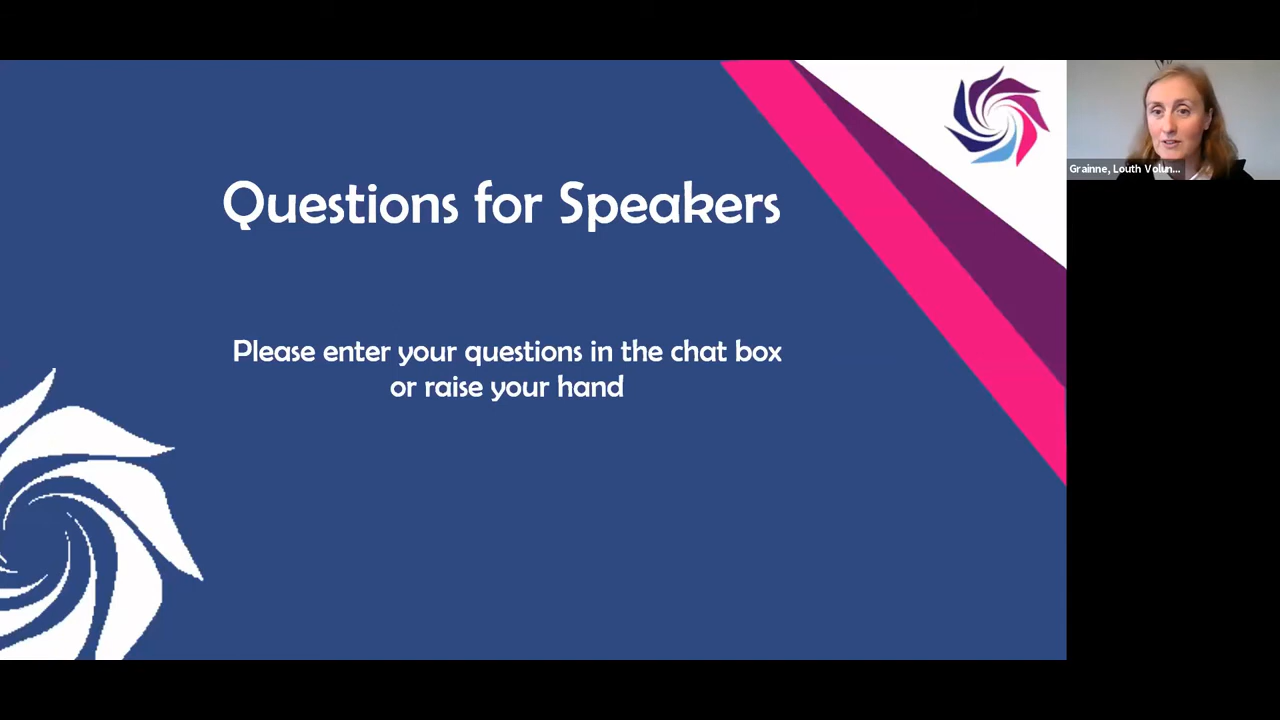 Questions for Speakers
Grainne, Louth Volun...
Please enter your questions in the chat box
or raise your hand